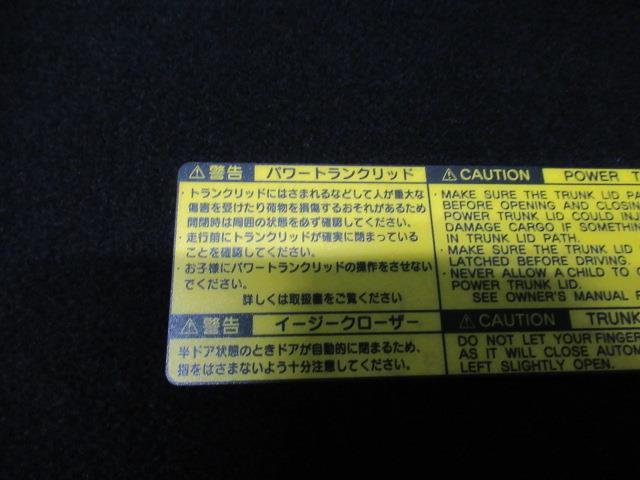 ⚠警告 パワートランクリッド
・トランクリッドにはさまれるなどして人が重大な
傷害を受けたり荷物を損傷するおそれがあるため
開閉時は周囲の状態を必ず確認してください。
・走行前にトランクリッドが確実に閉まっている
ことを確認してください。
・お子様にパワートランクリッドの操作をさせない
でください。
詳しくは取扱書をご覧ください
⚠警告 イージークローザー
半ドア状態のときドアが自動的に閉まるため、
指をはさまないよう十分注意してください。
⚠CAUTION POWER T
・MAKE SURE THE TRUNK LID PA
BEFORE OPENING AND CLOSING
POWER TRUNK LID COULD INJ
DAMAGE CARGO IF SOMETHIN
IN TRUNK LID PATH.
・MAKE SURE THE TRUNK LID
LATCHED BEFORE DRIVING.
・NEVER ALLOW A CHILD TO O
POWER TRUNK LID.
SEE OWNER'S MANUAL F
⚠CAUTION TRUNK
DO NOT LET YOUR FINGER
AS IT WILL CLOSE AUTOM
LEFT SLIGHTLY OPEN.